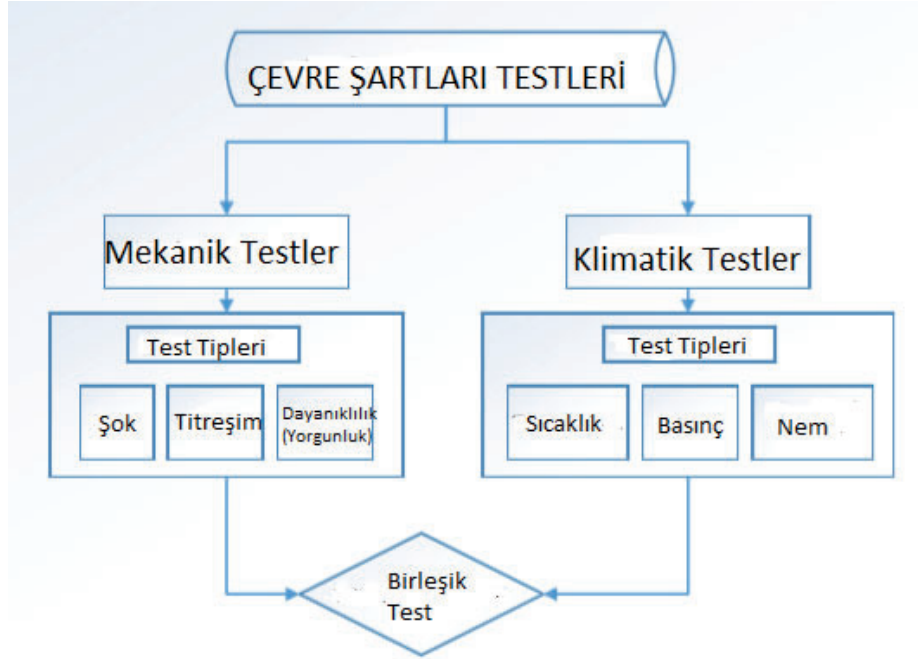 ÇEVRE ŞARTLARI TESTLERİ
Mekanik Testler
Klimatik Testler
Test Tipleri
Şok
Titreşim
Dayanıklılık
(Yorgunluk)
Test Tipleri
Sıcaklık
Basınç
Nem
Birleşik
Test